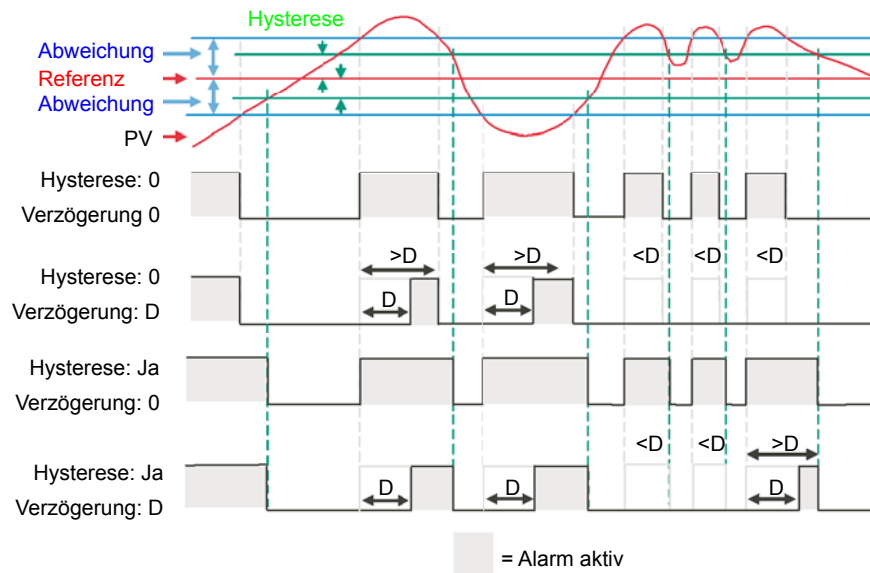 Hysterese
Abweichung
Referenz
Abweichung
PV
Hysterese: 0
Verzögerung 0
>D >D <D <D <D
Hysterese: 0
D D
Verzögerung: D
Hysterese: Ja
Verzögerung: 0
<D <D >D
Hysterese: Ja
D D D
Verzögerung: D
= Alarm aktiv